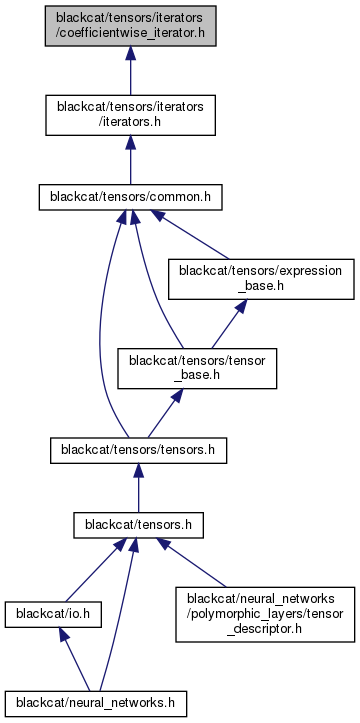 blackcat/tensors/iterators
/coefficientwise_iterator.h
blackcat/tensors/iterators
/iterators.h
blackcat/tensors/common.h
blackcat/tensors/expression
_base.h
blackcat/tensors/tensor
_base.h
blackcat/tensors/tensors.h
blackcat/tensors.h
blackcat/io.h
blackcat/neural_networks
/polymorphic_layers/tensor
_descriptor.h
blackcat/neural_networks.h